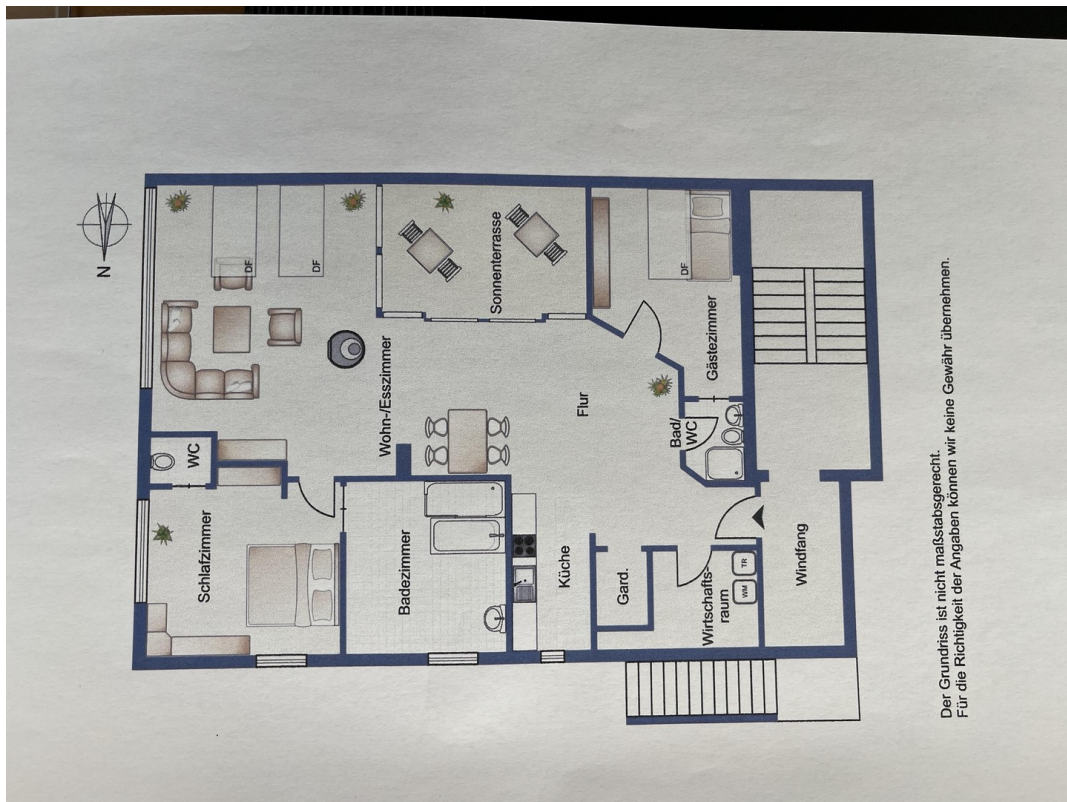 N
DF
DF
Sonnenterrasse
DF
Gästezimmer
Wohn-/Esszimmer
Flur
Bad/
WC
WC
Schlafzimmer
Badezimmer
Küche
Gard.
Wirtschafts-
raum
WM
TR
Windfang
Der Grundriss ist nicht maßstabsgerecht.
Für die Richtigkeit der Angaben können wir keine Gewähr übernehmen.